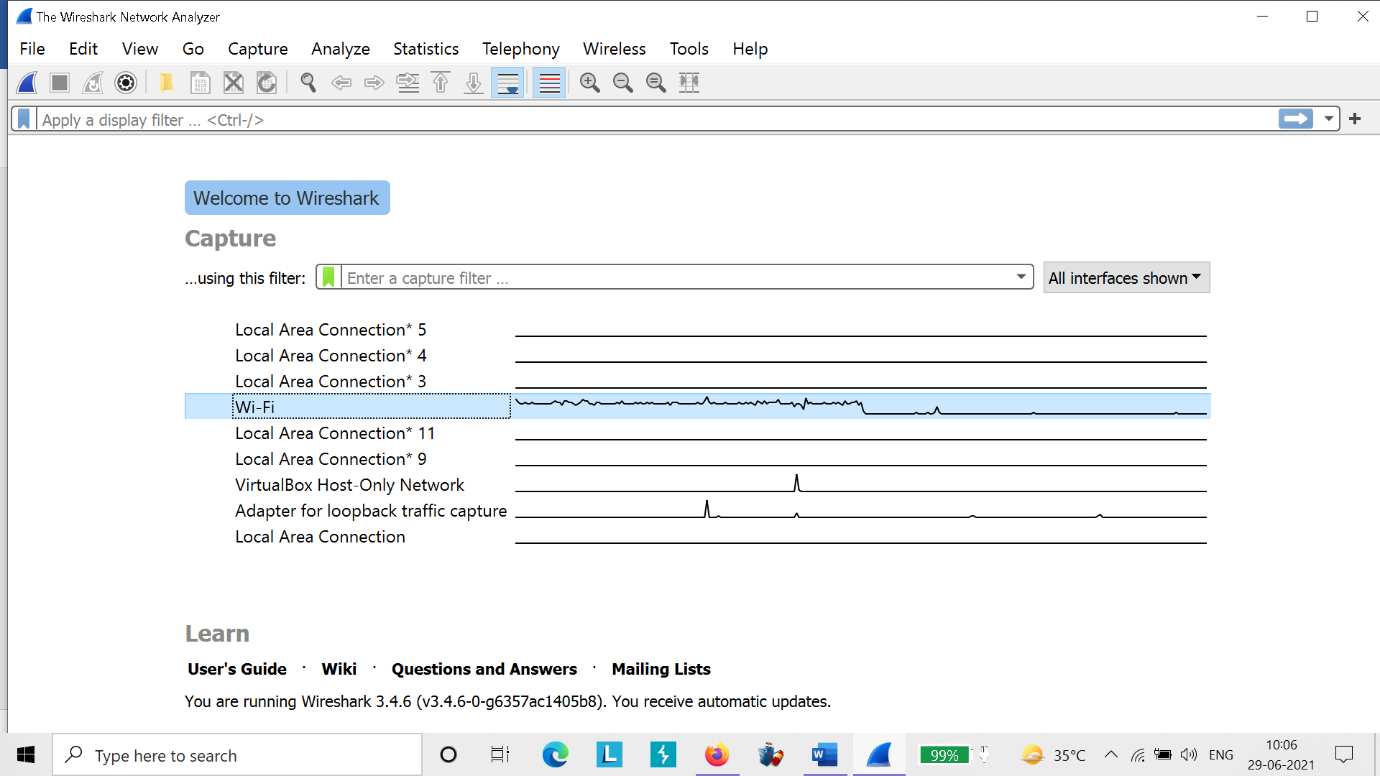 The Wireshark Network Analyzer
File Edit View Go Capture Analyze Statistics Telephony Wireless Tools Help
Apply a display filter ... <Ctrl-/>
Welcome to Wireshark
Capture
...using this filter: Enter a capture filter ... All interfaces shown
Local Area Connection* 5
Local Area Connection* 4
Local Area Connection* 3
Wi-Fi
Local Area Connection* 11
Local Area Connection* 9
VirtualBox Host-Only Network
Adapter for loopback traffic capture
Local Area Connection
Learn
User's Guide · Wiki · Questions and Answers · Mailing Lists
You are running Wireshark 3.4.6 (v3.4.6-0-g6357ac1405b8). You receive automatic updates.
Type here to search L W 99% 35°C ENG 10:06
29-06-2021